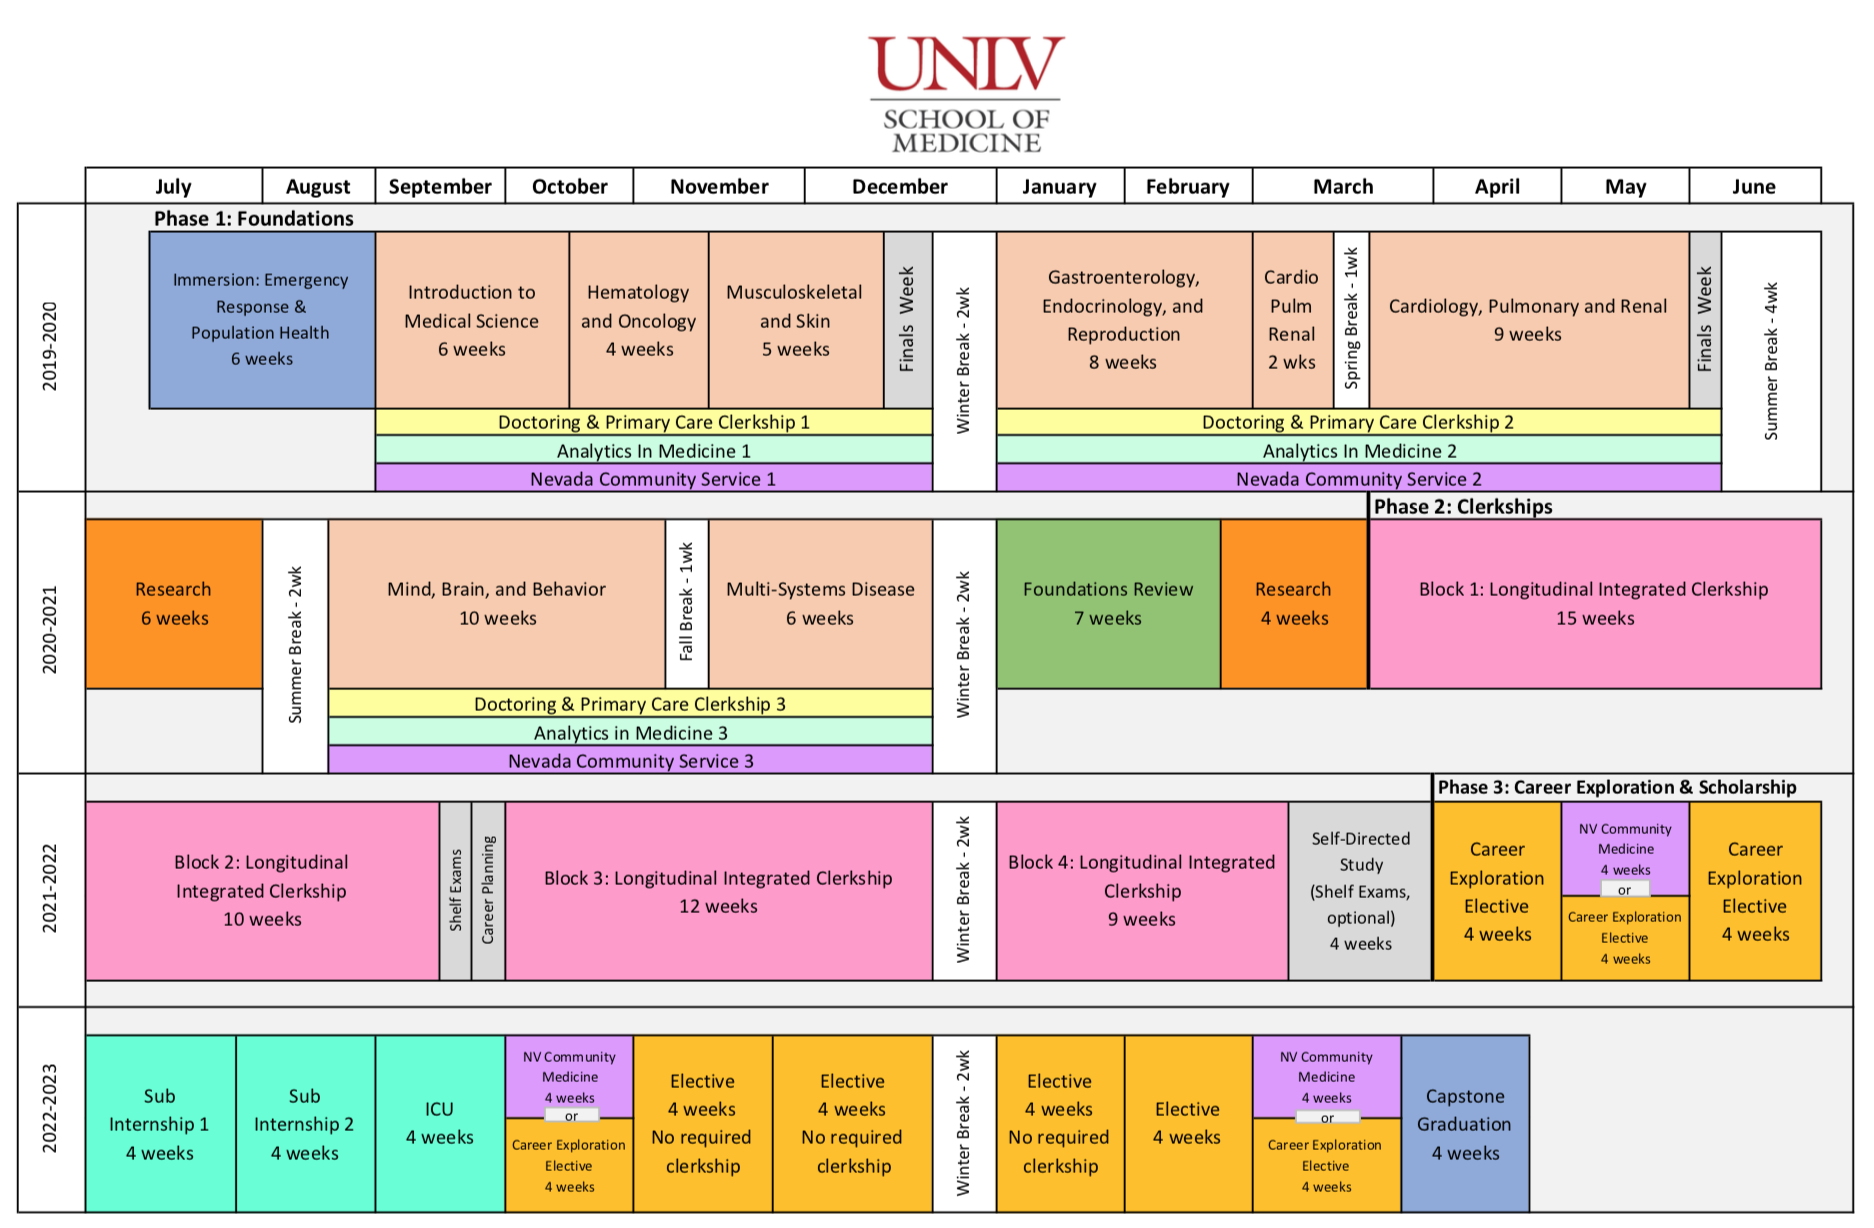 UNLV
SCHOOL OF
MEDICINE
July August September October November December January February March April May June
2019-2020
Phase 1: Foundations
Immersion: Emergency
Response &
Population Health
6 weeks
Introduction to
Medical Science
6 weeks
Hematology
and Oncology
4 weeks
Musculoskeletal
and Skin
5 weeks
Finals Week
Winter Break - 2wk
Gastroenterology,
Endocrinology, and
Reproduction
8 weeks
Cardio
Pulm
Renal
2 wks
Spring Break - 1wk
Cardiology, Pulmonary and Renal
9 weeks
Finals Week
Summer Break - 4wk
Doctoring & Primary Care Clerkship 1
Analytics In Medicine 1
Nevada Community Service 1
Doctoring & Primary Care Clerkship 2
Analytics In Medicine 2
Nevada Community Service 2
2020-2021
Phase 2: Clerkships
Research
6 weeks
Summer Break - 2wk
Mind, Brain, and Behavior
10 weeks
Fall Break - 1wk
Multi-Systems Disease
6 weeks
Winter Break - 2wk
Foundations Review
7 weeks
Research
4 weeks
Block 1: Longitudinal Integrated Clerkship
15 weeks
Doctoring & Primary Care Clerkship 3
Analytics in Medicine 3
Nevada Community Service 3
2021-2022
Phase 3: Career Exploration & Scholarship
Block 2: Longitudinal
Integrated Clerkship
10 weeks
Shelf Exams
Career Planning
Block 3: Longitudinal Integrated Clerkship
12 weeks
Winter Break - 2wk
Block 4: Longitudinal Integrated
Clerkship
9 weeks
Self-Directed
Study
(Shelf Exams,
optional)
4 weeks
Career
Exploration
Elective
4 weeks
NV Community
Medicine
4 weeks
or
Career Exploration
Elective
4 weeks
Career
Exploration
Elective
4 weeks
2022-2023
Sub
Internship 1
4 weeks
Sub
Internship 2
4 weeks
ICU
4 weeks
NV Community
Medicine
4 weeks
or
Career Exploration
Elective
4 weeks
Elective
4 weeks
No required
clerkship
Elective
4 weeks
No required
clerkship
Winter Break - 2wk
Elective
4 weeks
No required
clerkship
Elective
4 weeks
NV Community
Medicine
4 weeks
or
Career Exploration
Elective
4 weeks
Capstone
Graduation
4 weeks